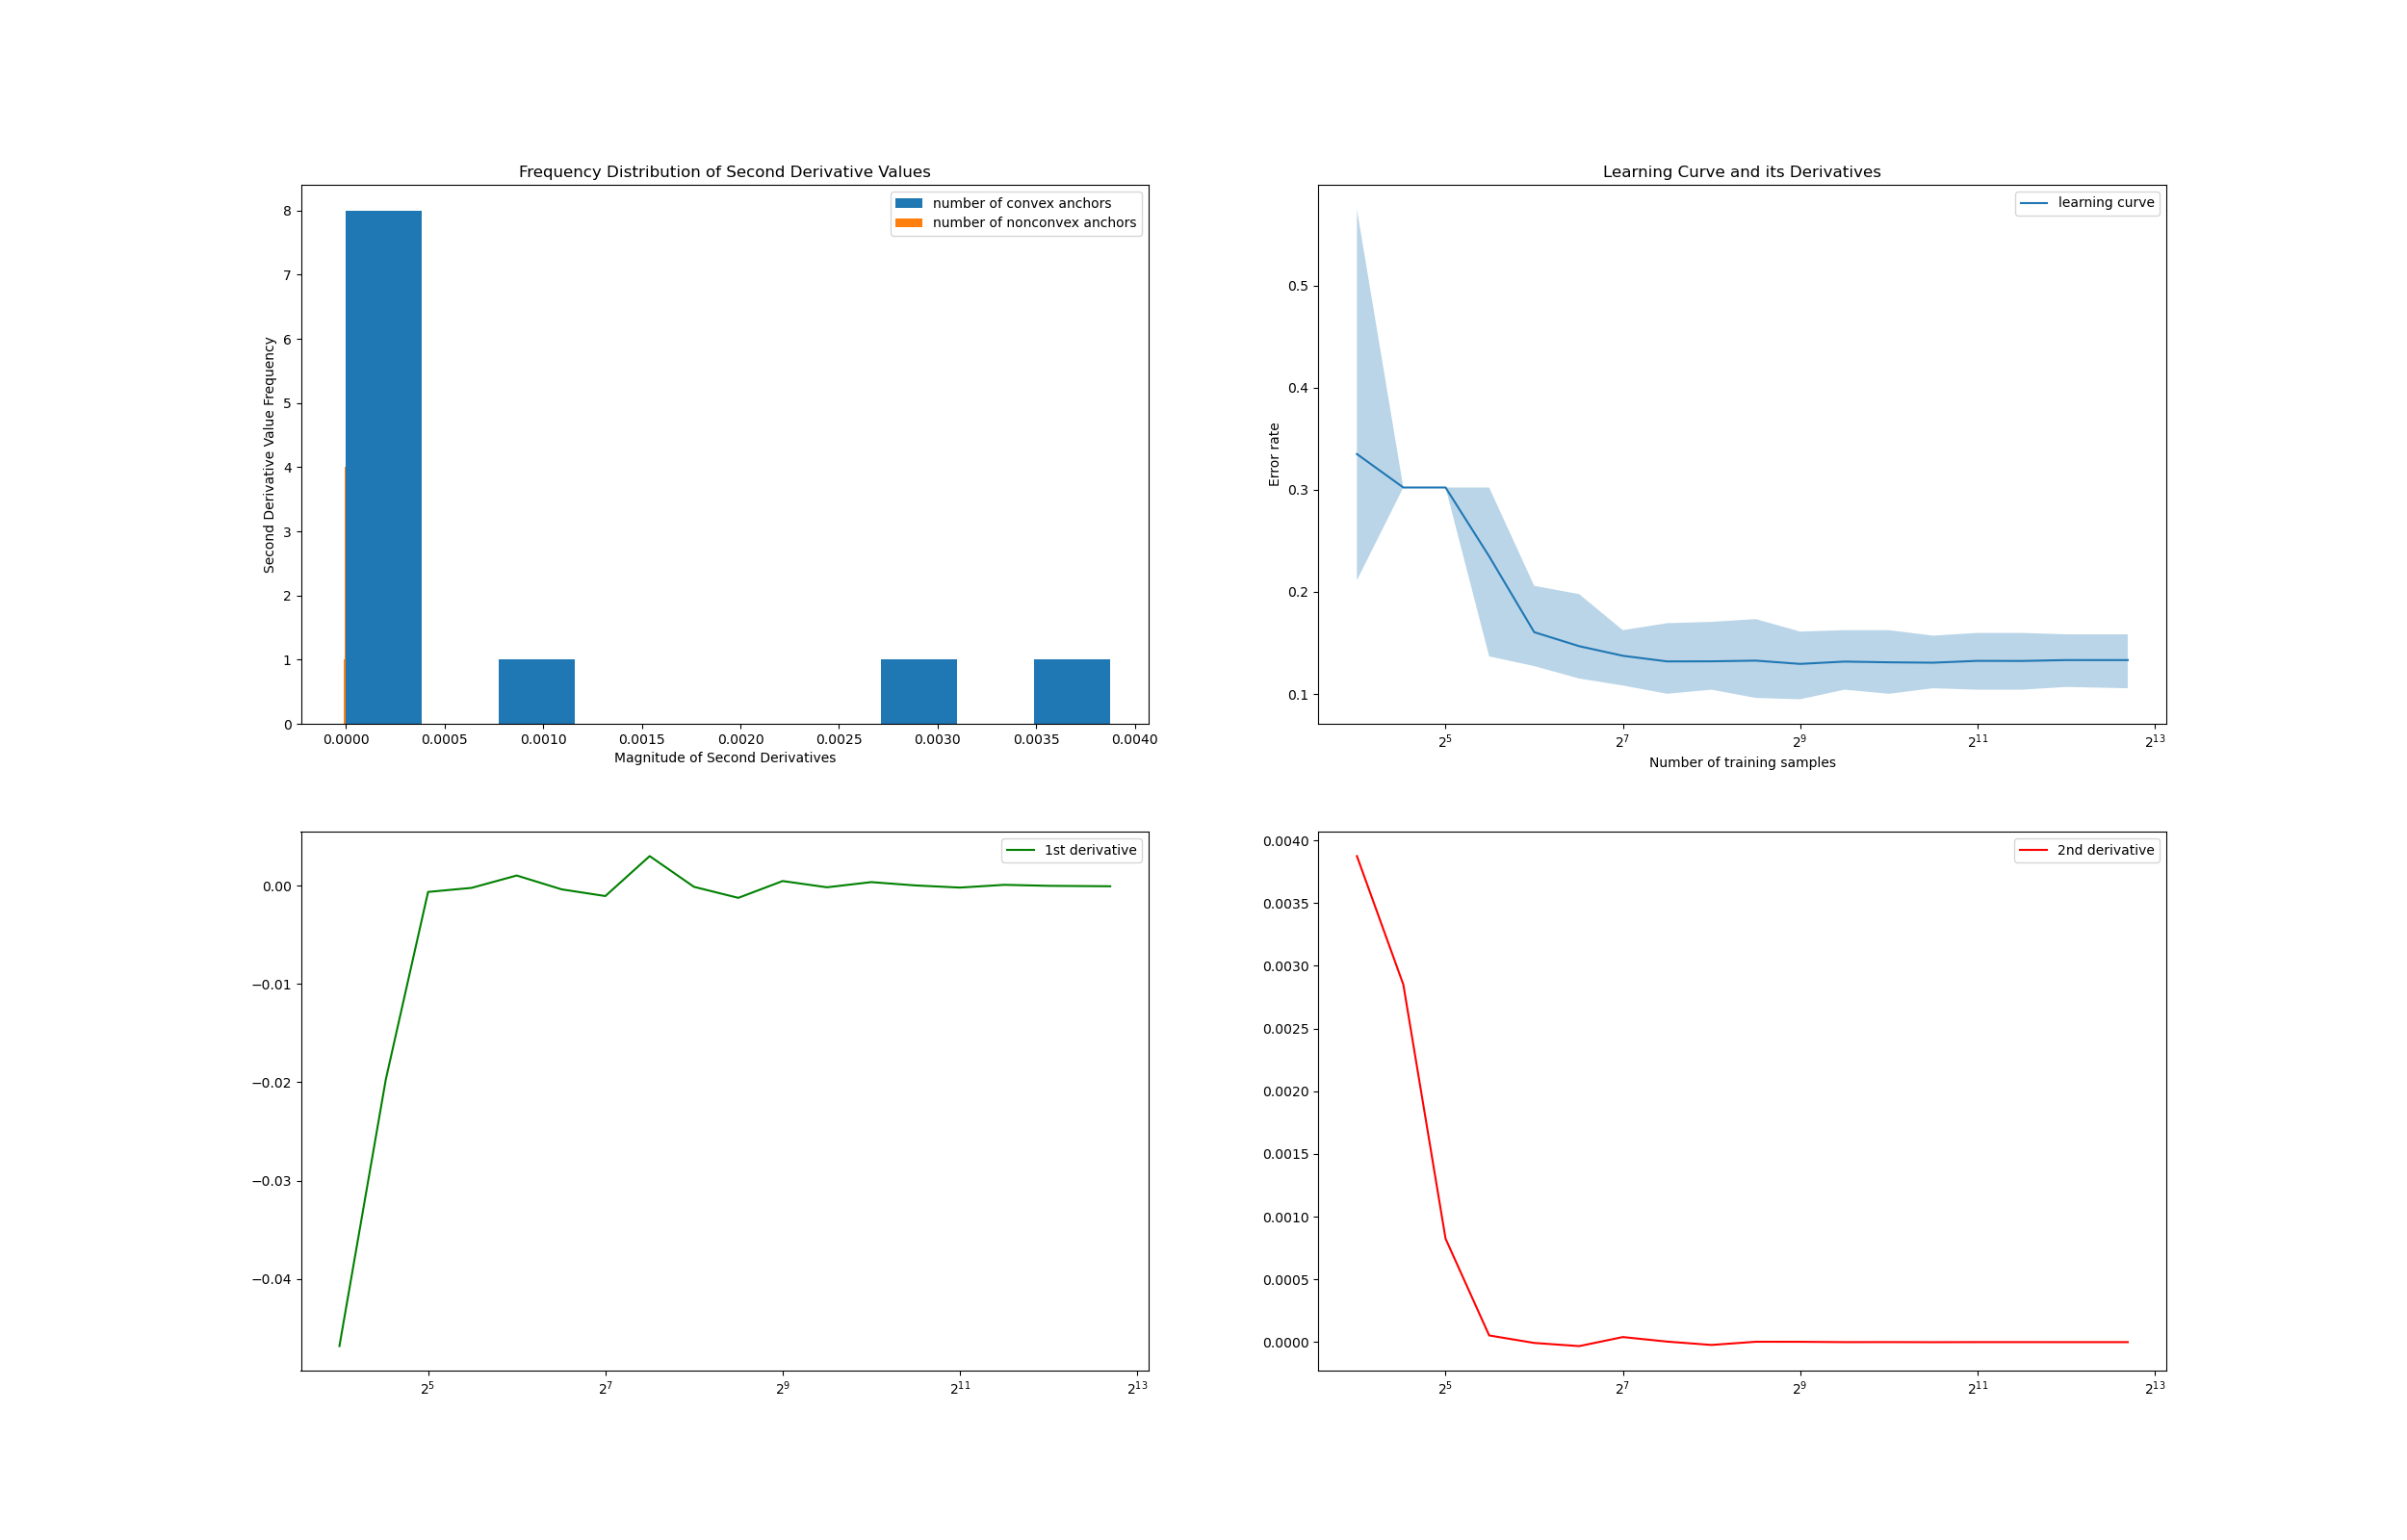 Frequency Distribution of Second Derivative Values
number of convex anchors
number of nonconvex anchors
Second Derivative Value Frequency
8
7
6
5
4
3
2
1
0
0.0000 0.0005 0.0010 0.0015 0.0020 0.0025 0.0030 0.0035 0.0040
Magnitude of Second Derivatives
Learning Curve and its Derivatives
learning curve
Error rate
0.5
0.4
0.3
0.2
0.1
2^5 2^7 2^9 2^11 2^13
Number of training samples
1st derivative
0.00
−0.01
−0.02
−0.03
−0.04
2^5 2^7 2^9 2^11 2^13
2nd derivative
0.0040
0.0035
0.0030
0.0025
0.0020
0.0015
0.0010
0.0005
0.0000
2^5 2^7 2^9 2^11 2^13